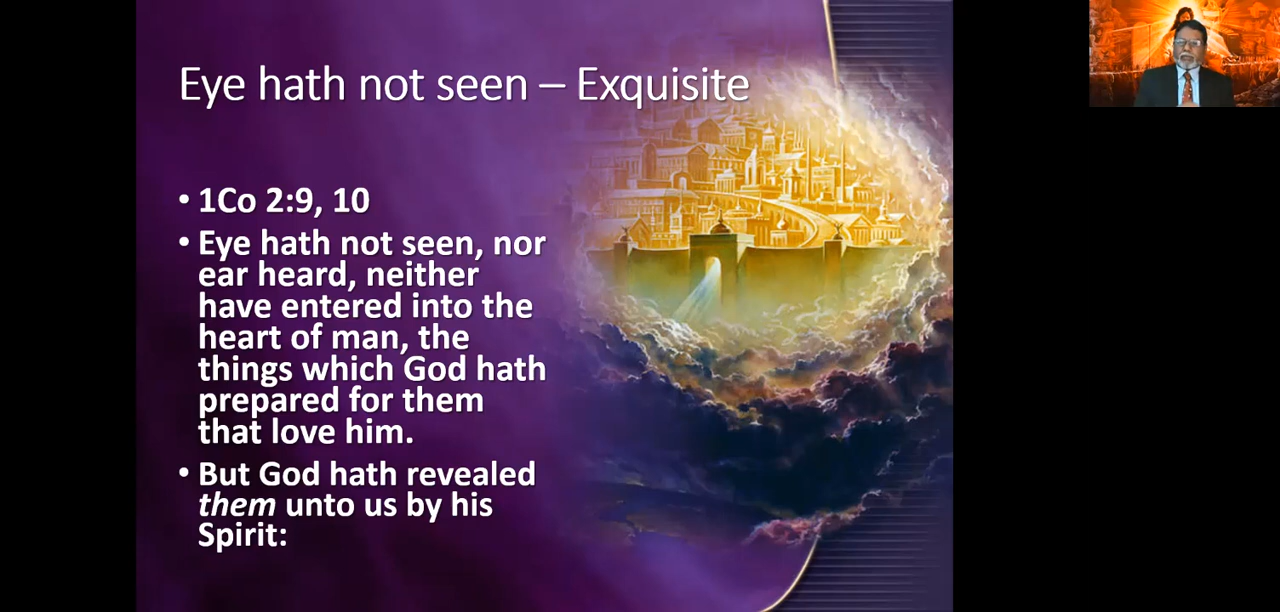 Eye hath not seen – Exquisite
• 1Co 2:9, 10
• Eye hath not seen, nor
ear heard, neither
have entered into the
heart of man, the
things which God hath
prepared for them
that love him.
• But God hath revealed
them unto us by his
Spirit: